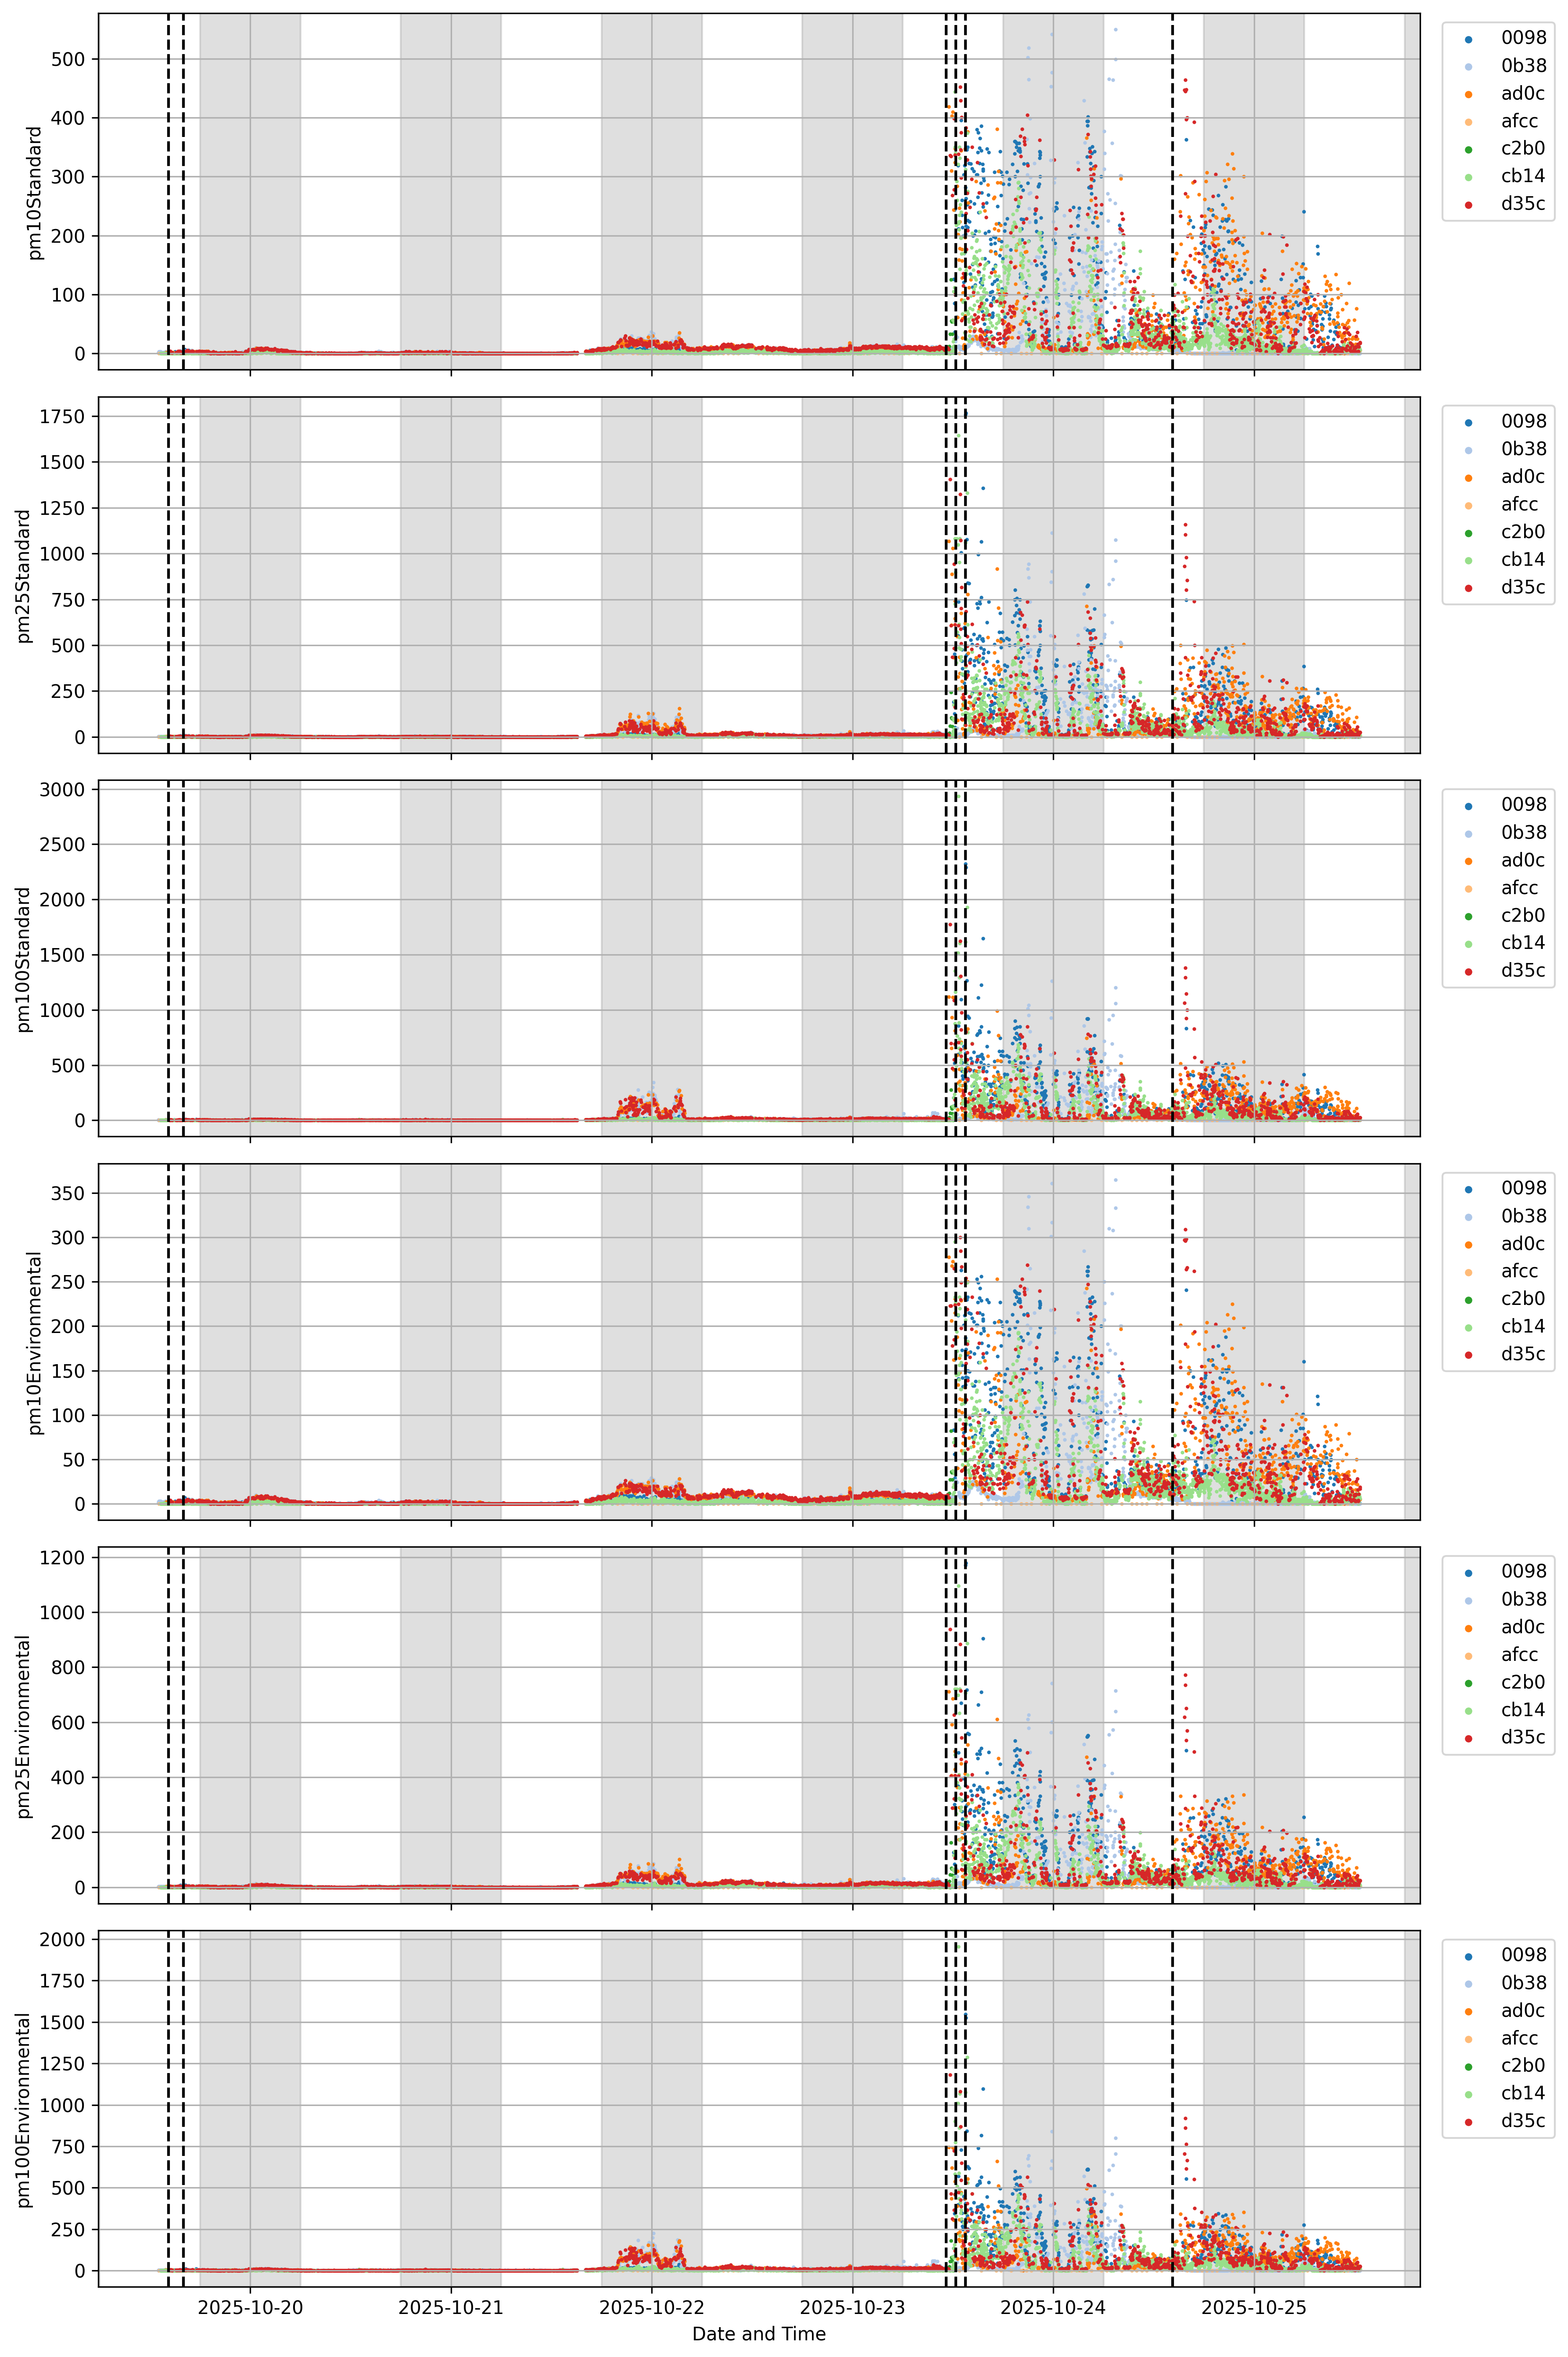 500
400
300
200
100
0
pm10Standard
0098
0b38
ad0c
afcc
c2b0
cb14
d35c
1750
1500
1250
1000
750
500
250
0
pm25Standard
0098
0b38
ad0c
afcc
c2b0
cb14
d35c
3000
2500
2000
1500
1000
500
0
pm100Standard
0098
0b38
ad0c
afcc
c2b0
cb14
d35c
350
300
250
200
150
100
50
0
pm10Environmental
0098
0b38
ad0c
afcc
c2b0
cb14
d35c
1200
1000
800
600
400
200
0
pm25Environmental
0098
0b38
ad0c
afcc
c2b0
cb14
d35c
2000
1750
1500
1250
1000
750
500
250
0
pm100Environmental
0098
0b38
ad0c
afcc
c2b0
cb14
d35c
2025-10-20
2025-10-21
2025-10-22
2025-10-23
2025-10-24
2025-10-25
Date and Time